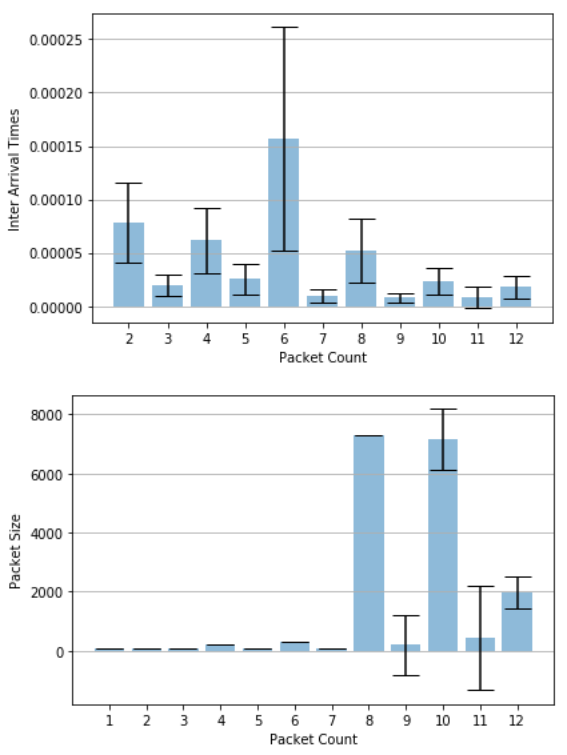 0.00025
0.00020
0.00015
0.00010
0.00005
0.00000
Inter Arrival Times
2 3 4 5 6 7 8 9 10 11 12
Packet Count
8000
6000
4000
2000
0
Packet Size
1 2 3 4 5 6 7 8 9 10 11 12
Packet Count